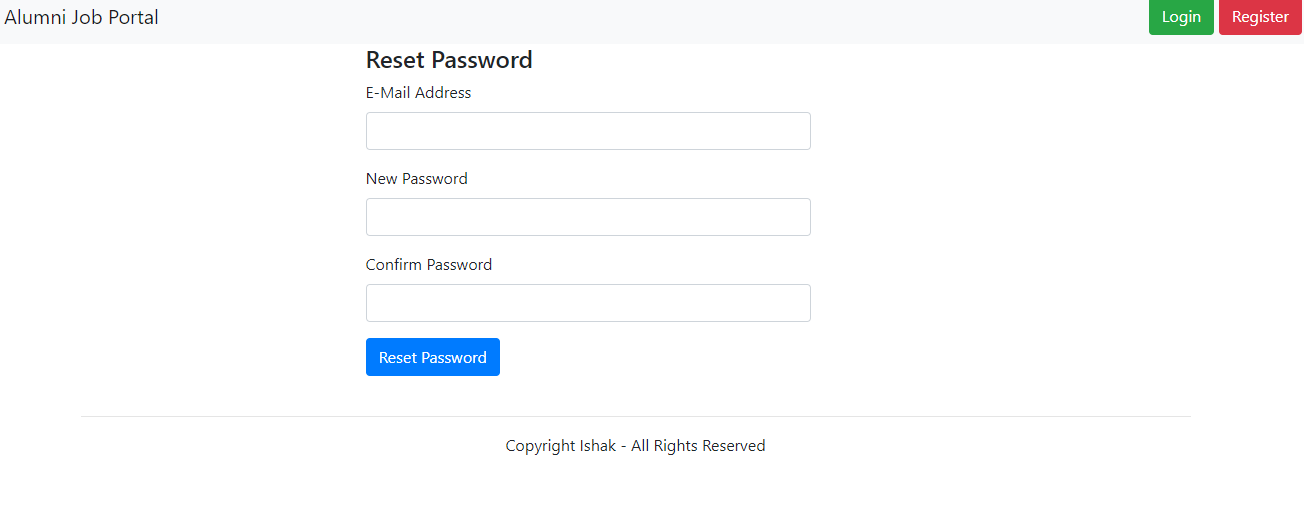 Alumni Job Portal Login Register
Reset Password
E-Mail Address
New Password
Confirm Password
Reset Password
Copyright Ishak - All Rights Reserved